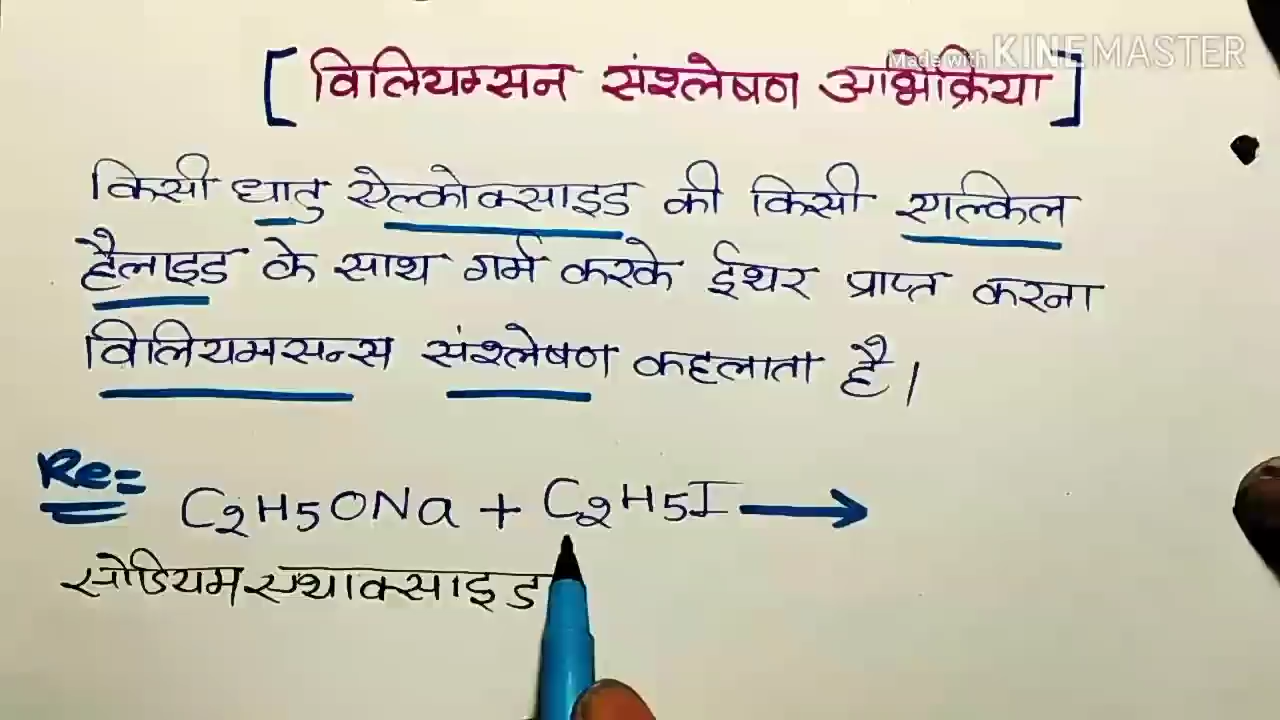 Made with KINEMASTER
[विलियम्सन संश्लेषण अभिक्रिया]
किसी धातु ऐल्कोक्साइड की किसी एल्किल
हैलाइड के साथ गर्म करके ईथर प्राप्त करना
विलियमसन्स संश्लेषण कहलाता है।
Re= C2H5ONa + C2H5I ⟶
सोडियम एथाक्साइड